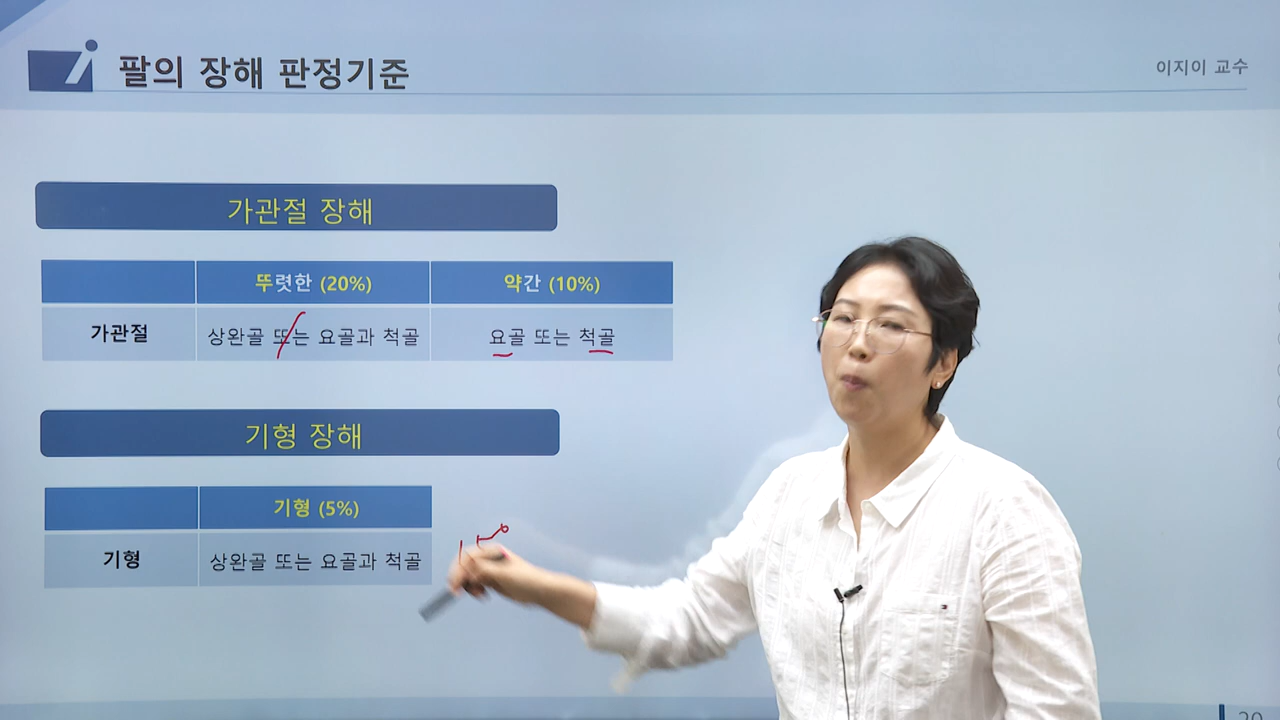 팔의 장해 판정기준
이지이 교수
가관절 장해
뚜렷한 (20%) 약간 (10%)
가관절 상완골 또는 요골과 척골 요골 또는 척골
기형 장해
기형 (5%)
기형 상완골 또는 요골과 척골